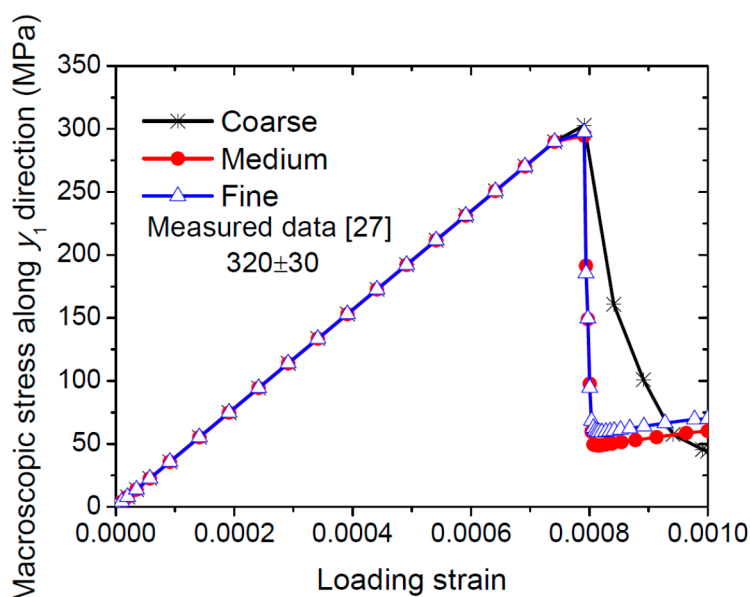 Macroscopic stress along y₁ direction (MPa)
350
300
250
200
150
100
50
0
Coarse
Medium
Fine
Measured data [27]
320±30
0.0000 0.0002 0.0004 0.0006 0.0008 0.0010
Loading strain